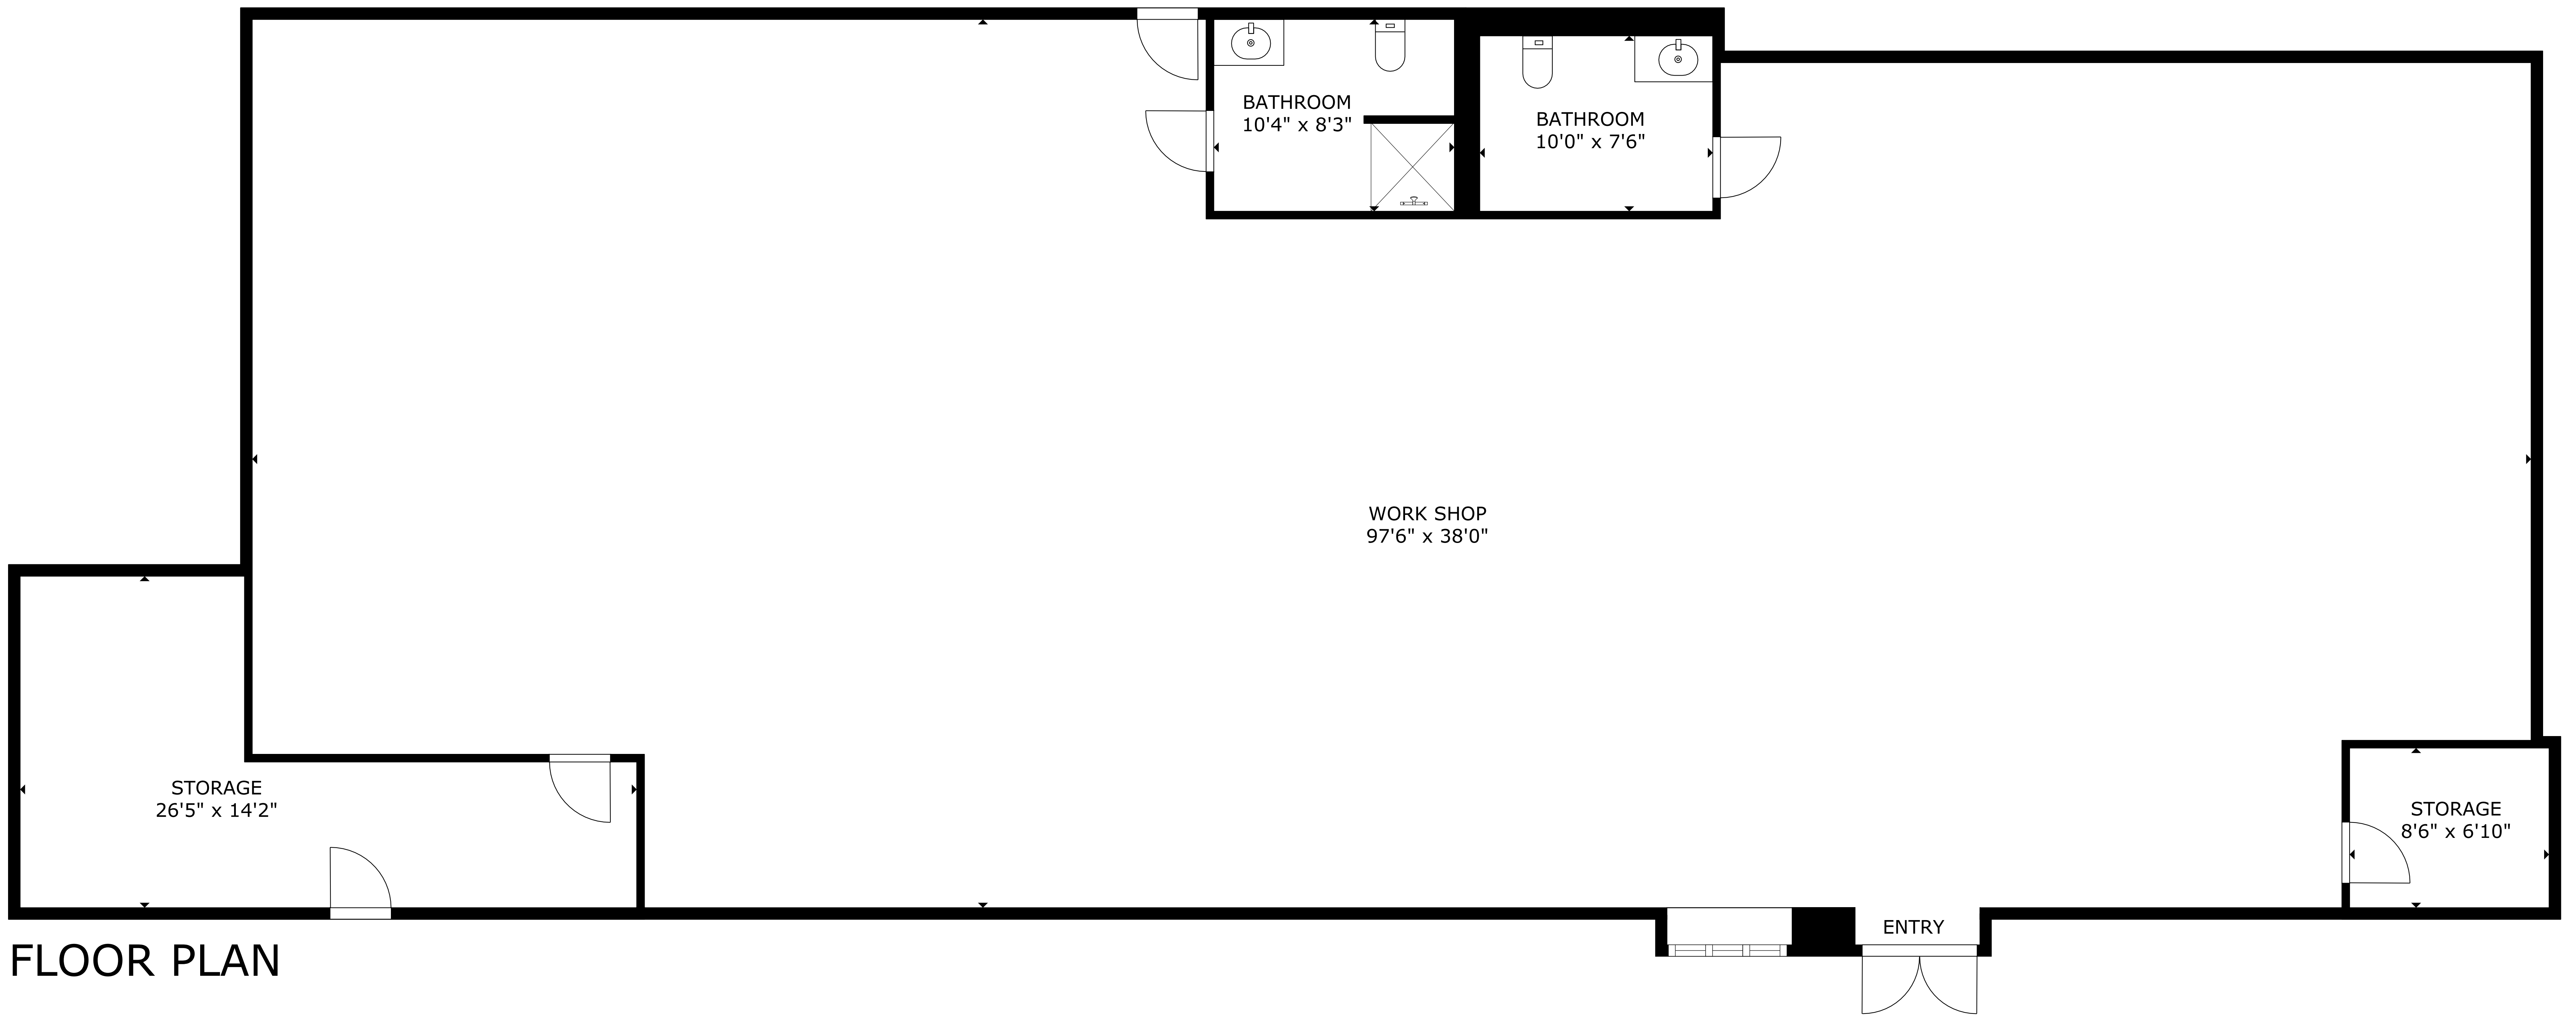 BATHROOM
10'4" x 8'3"
BATHROOM
10'0" x 7'6"
WORK SHOP
97'6" x 38'0"
STORAGE
26'5" x 14'2"
STORAGE
8'6" x 6'10"
ENTRY
FLOOR PLAN